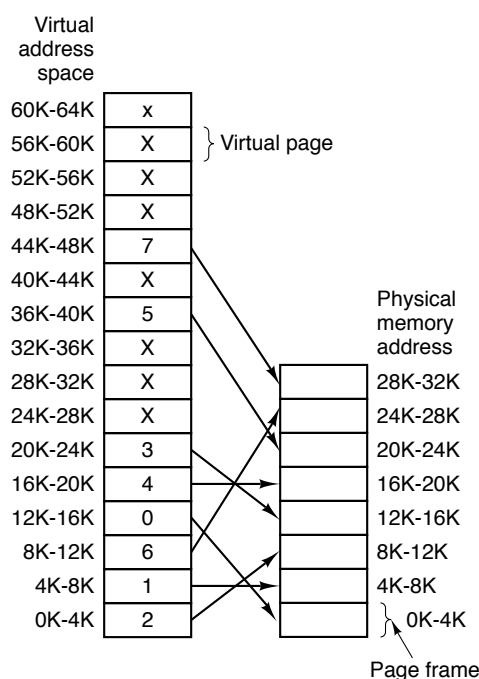 Virtual
address
space
60K-64K x
56K-60K X Virtual page
52K-56K X
48K-52K X
44K-48K 7
40K-44K X
36K-40K 5
32K-36K X
28K-32K X
24K-28K X
20K-24K 3
16K-20K 4
12K-16K 0
8K-12K 6
4K-8K 1
0K-4K 2
Physical
memory
address
28K-32K
24K-28K
20K-24K
16K-20K
12K-16K
8K-12K
4K-8K
0K-4K
Page frame